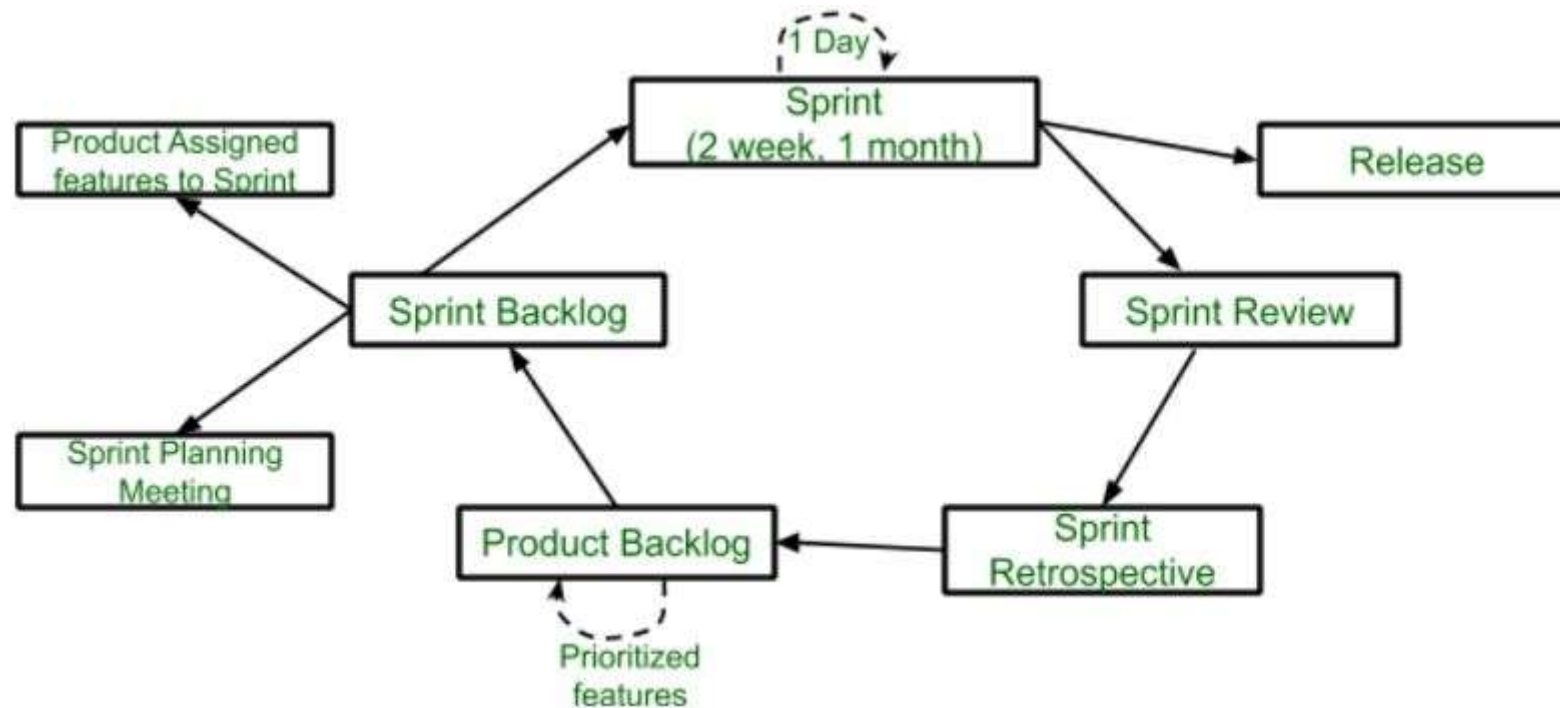 1 Day
Sprint
(2 week, 1 month)
Product Assigned
features to Sprint
Release
Sprint Backlog
Sprint Review
Sprint Planning
Meeting
Product Backlog
Sprint
Retrospective
Prioritized
features